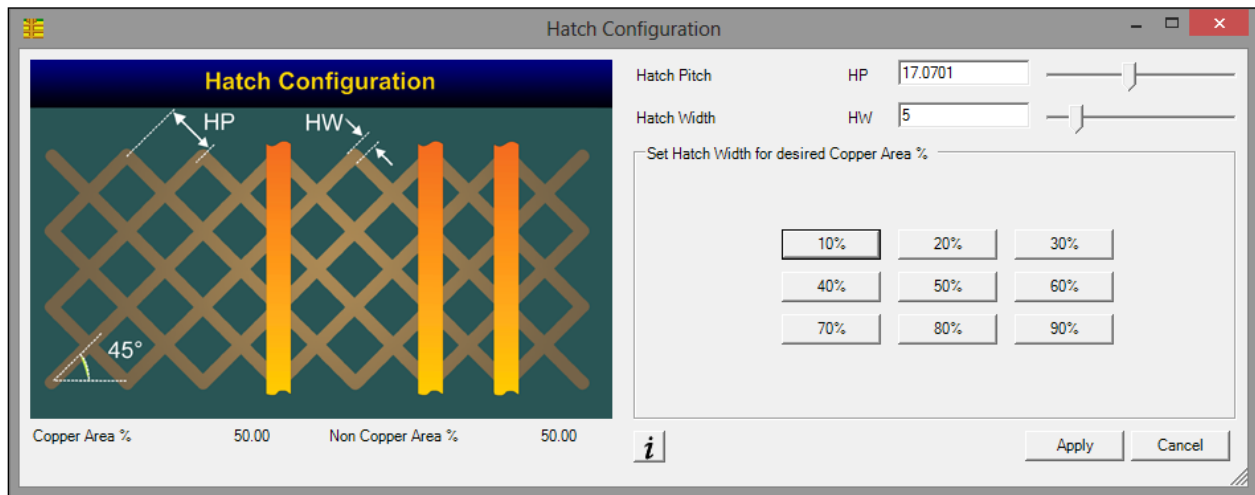 Hatch Configuration
Hatch Configuration
HP
HW
45°
Copper Area % 50.00 Non Copper Area % 50.00
Hatch Pitch HP 17.0701
Hatch Width HW 5
Set Hatch Width for desired Copper Area %
10% 20% 30%
40% 50% 60%
70% 80% 90%
i
Apply Cancel